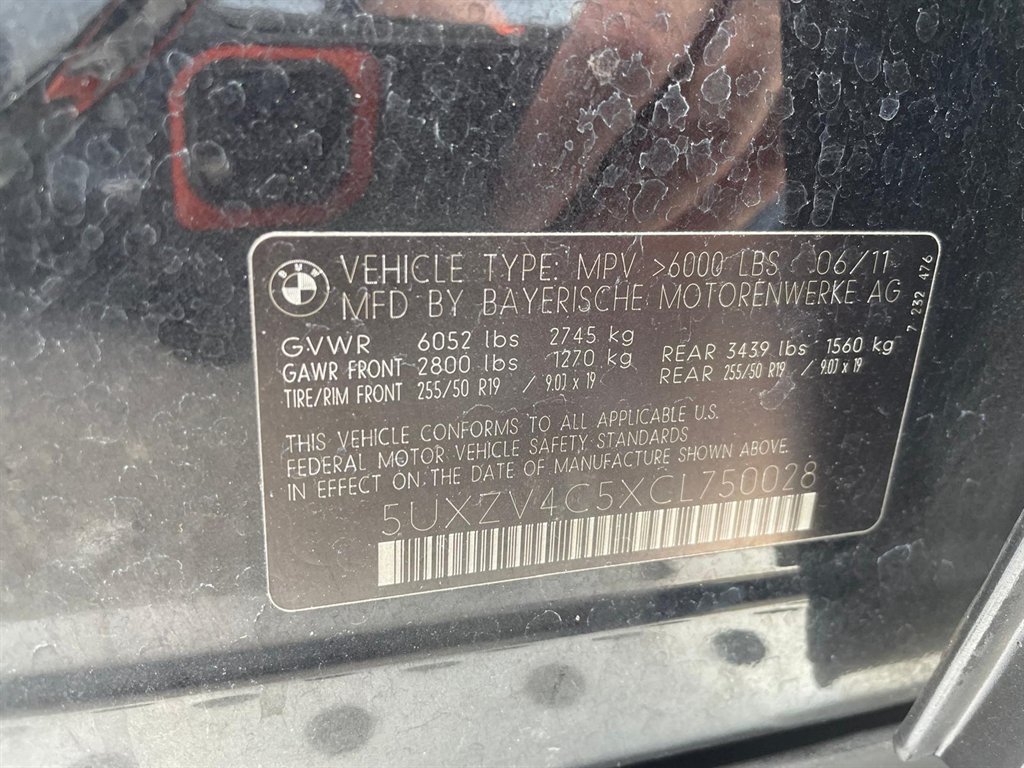 BMW
VEHICLE TYPE: MPV >6000 LBS 06/11
MFD BY BAYERISCHE MOTORENWERKE AG
GVWR 6052 lbs 2745 kg
GAWR FRONT 2800 lbs 1270 kg REAR 3439 lbs 1560 kg
TIRE/RIM FRONT 255/50 R19 / 9.0J x 19 REAR 255/50 R19 / 9.0J x 19
7 232 476
THIS VEHICLE CONFORMS TO ALL APPLICABLE U.S.
FEDERAL MOTOR VEHICLE SAFETY STANDARDS
IN EFFECT ON THE DATE OF MANUFACTURE SHOWN ABOVE.
5UXZV4C5XCL750028